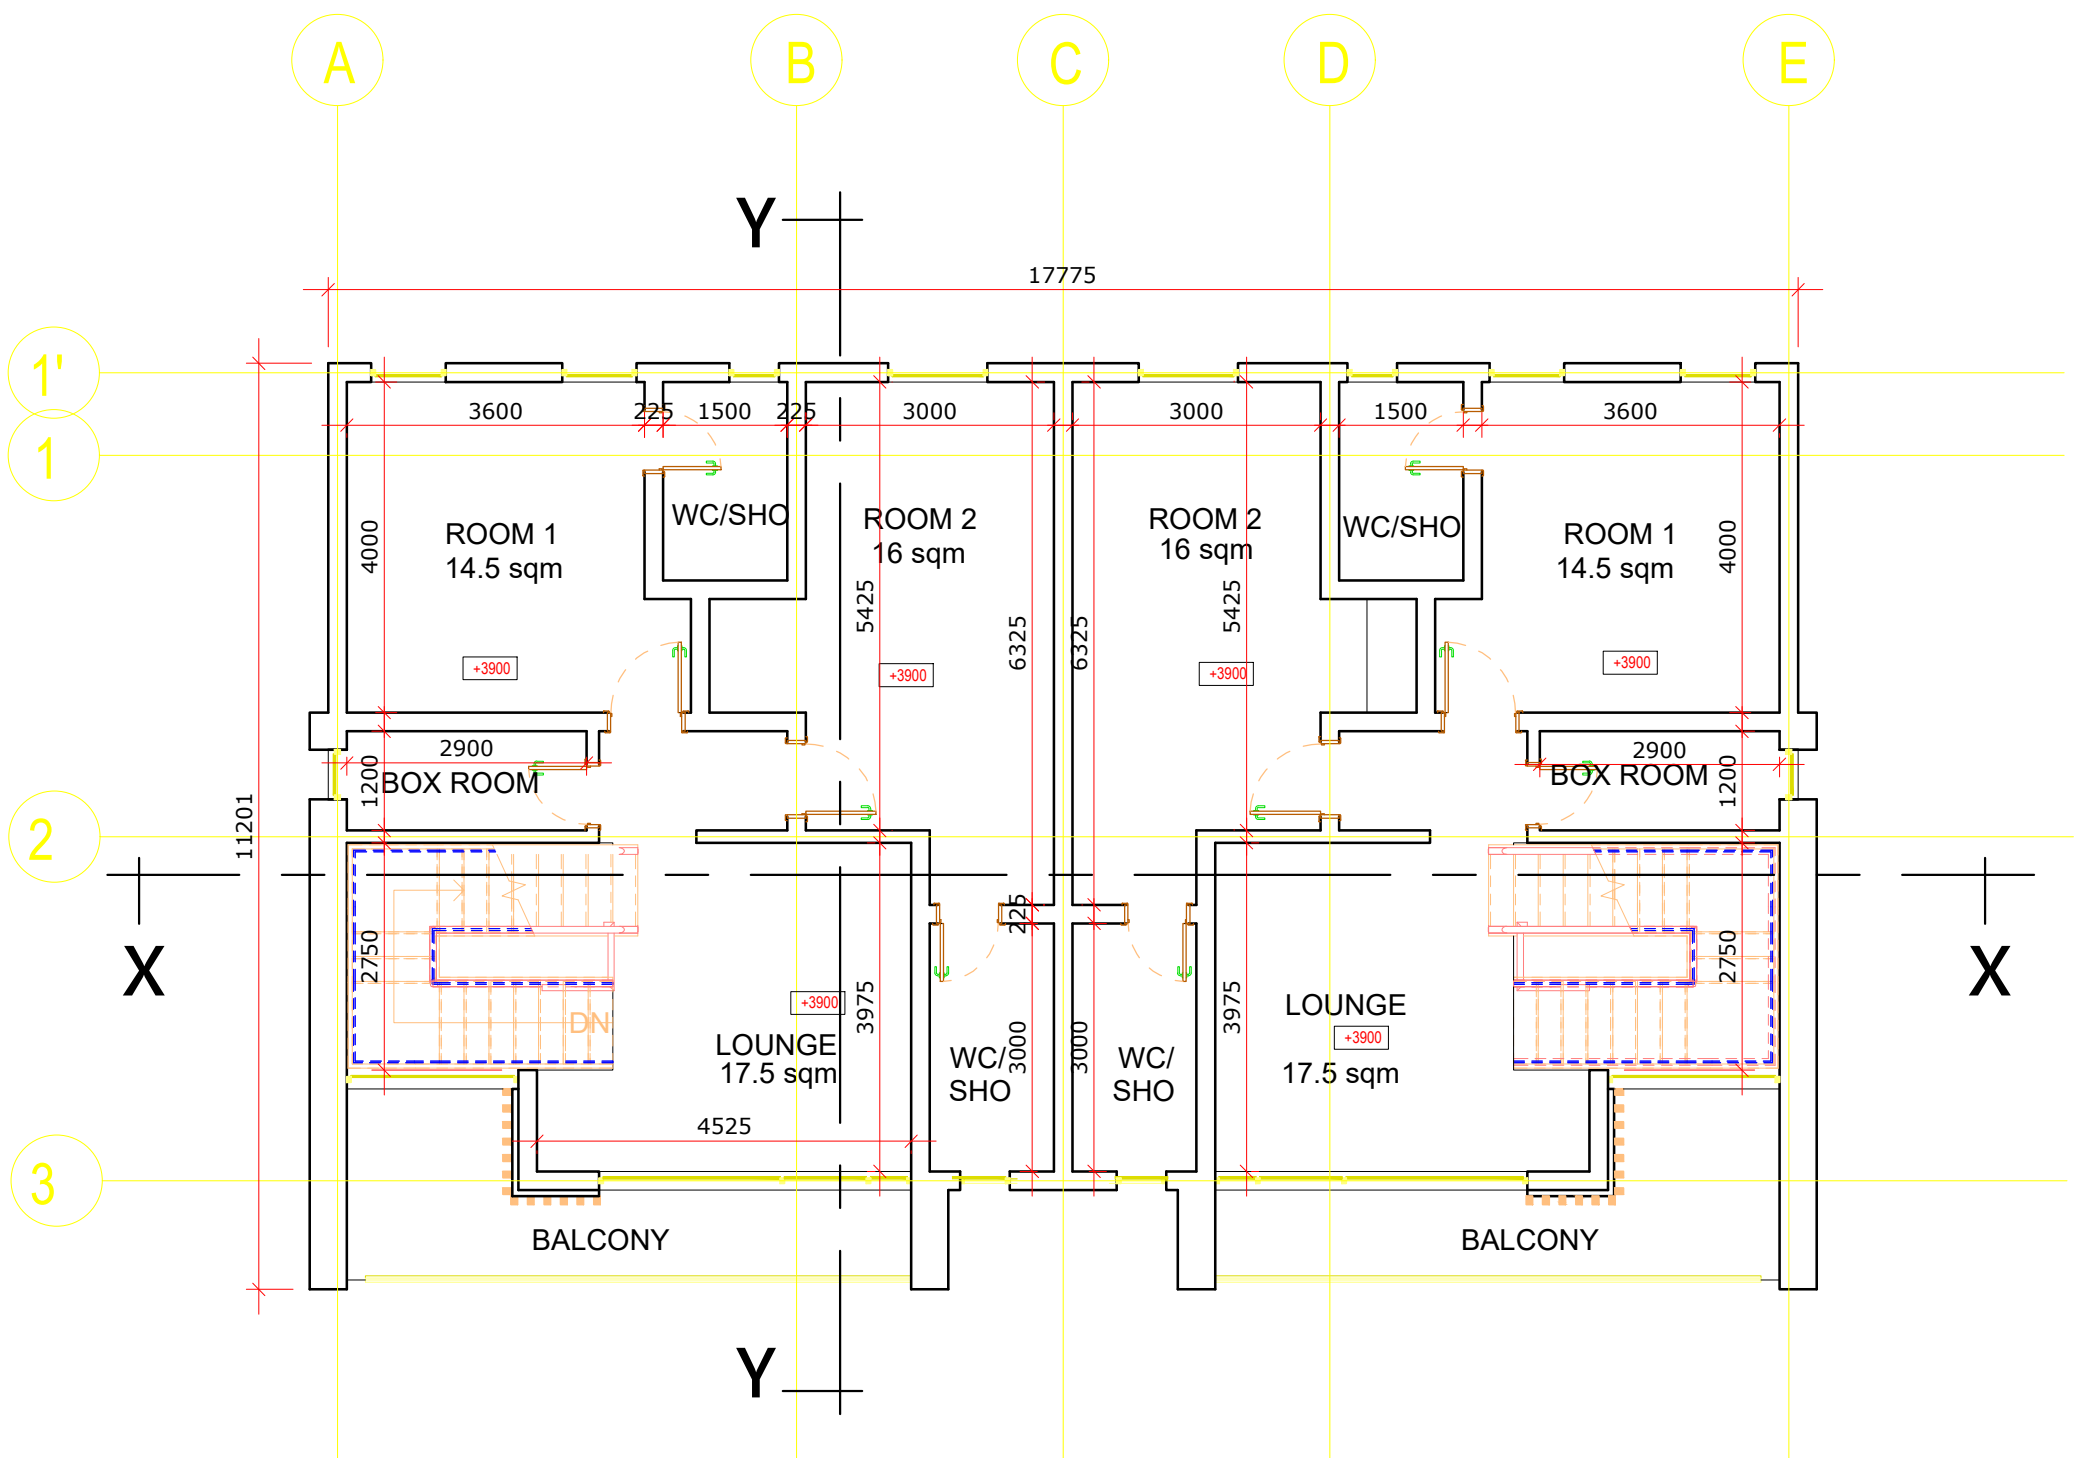 A
B
C
D
E
Y
17775
1'
1
3600
225
1500
225
3000
3000
1500
3600
4000
ROOM 1
14.5 sqm
WC/SHO
ROOM 2
16 sqm
ROOM 2
16 sqm
WC/SHO
ROOM 1
14.5 sqm
4000
5425
6325
6325
5425
+3900
+3900
+3900
+3900
2900
BOX ROOM
1200
2900
BOX ROOM
1200
11201
2
X
X
225
2750
2750
DN
+3900
3975
LOUNGE
17.5 sqm
WC/
SHO
3000
3000
WC/
SHO
3975
LOUNGE
+3900
17.5 sqm
4525
3
BALCONY
BALCONY
Y